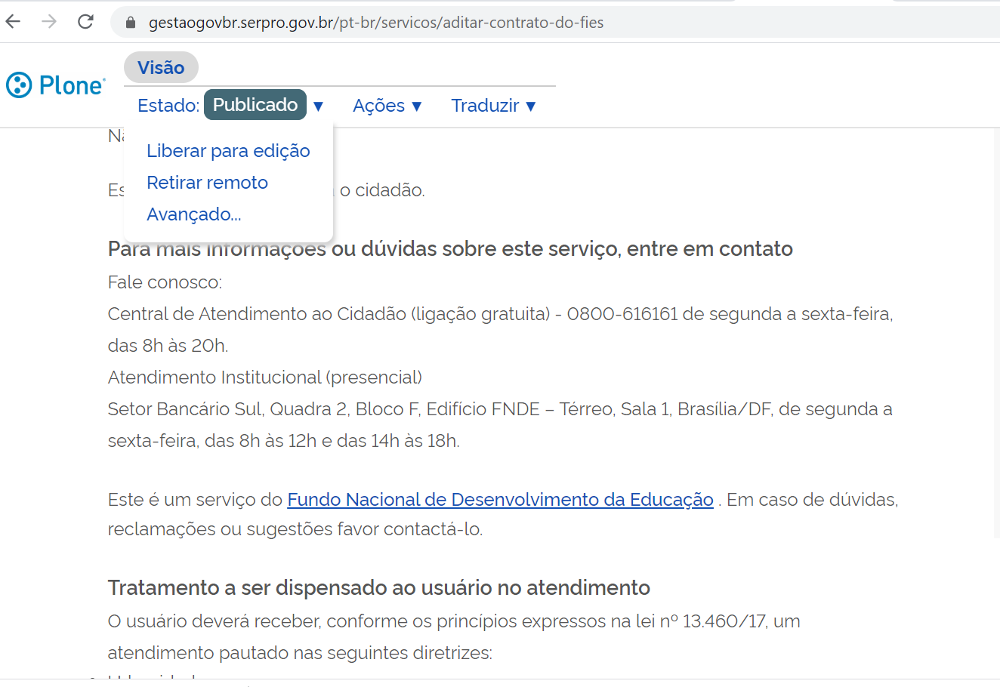 gestaogovbr.serpro.gov.br/pt-br/servicos/aditar-contrato-do-fies
Plone
Visão
Estado: Publicado ▼ Ações ▼ Traduzir ▼
Liberar para edição
Retirar remoto
Avançado...
o cidadão.
Para mais informações ou dúvidas sobre este serviço, entre em contato
Fale conosco:
Central de Atendimento ao Cidadão (ligação gratuita) - 0800-616161 de segunda a sexta-feira,
das 8h às 20h.
Atendimento Institucional (presencial)
Setor Bancário Sul, Quadra 2, Bloco F, Edifício FNDE – Térreo, Sala 1, Brasília/DF, de segunda a
sexta-feira, das 8h às 12h e das 14h às 18h.
Este é um serviço do Fundo Nacional de Desenvolvimento da Educação . Em caso de dúvidas,
reclamações ou sugestões favor contactá-lo.
Tratamento a ser dispensado ao usuário no atendimento
O usuário deverá receber, conforme os princípios expressos na lei nº 13.460/17, um
atendimento pautado nas seguintes diretrizes: